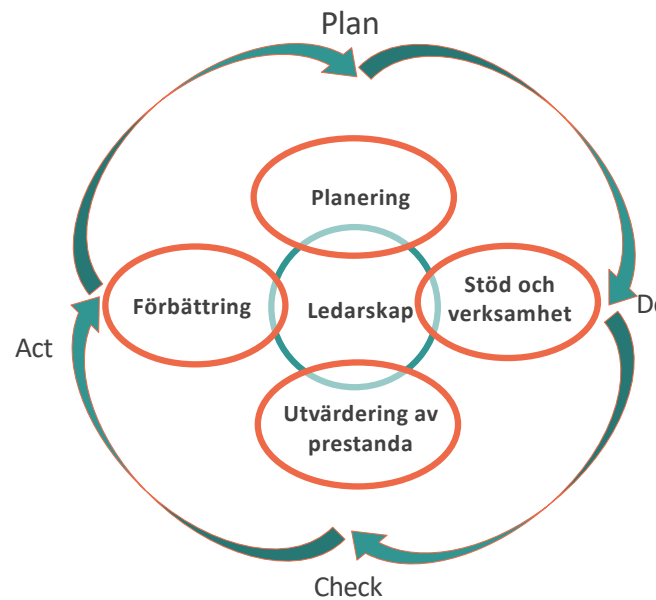 Plan
Planering
Förbättring
Ledarskap
Stöd och
verksamhet
Act
Utvärdering av
prestanda
Check